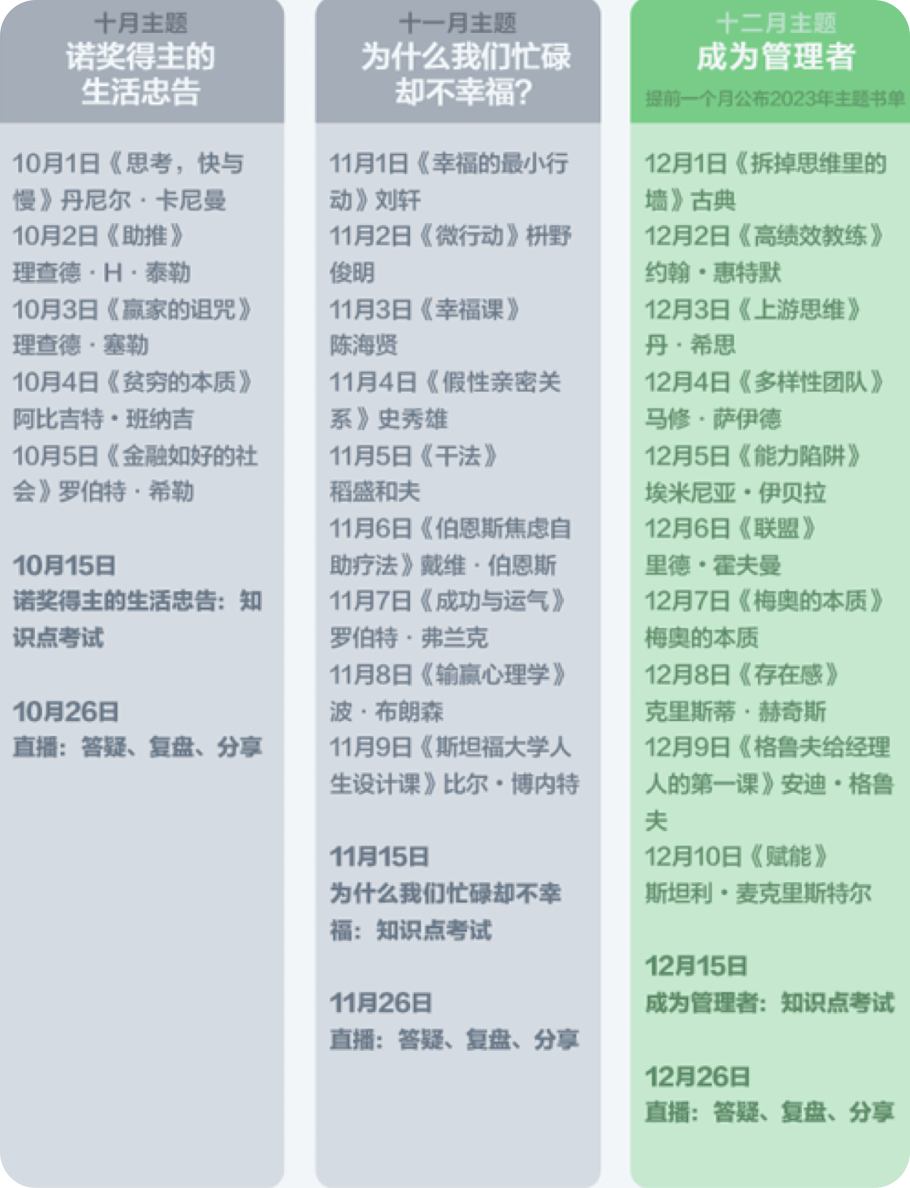 十月主题
诺奖得主的
生活忠告
10月1日《思考，快与
慢》丹尼尔·卡尼曼
10月2日《助推》
理查德·H·泰勒
10月3日《赢家的诅咒》
理查德·塞勒
10月4日《贫穷的本质》
阿比吉特·班纳吉
10月5日《金融如好的社
会》罗伯特·希勒
10月15日
诺奖得主的生活忠告：知
识点考试
10月26日
直播：答疑、复盘、分享
十一月主题
为什么我们忙碌
却不幸福？
11月1日《幸福的最小行
动》刘轩
11月2日《微行动》枡野
俊明
11月3日《幸福课》
陈海贤
11月4日《假性亲密关
系》史秀雄
11月5日《干法》
稻盛和夫
11月6日《伯恩斯焦虑自
助疗法》戴维·伯恩斯
11月7日《成功与运气》
罗伯特·弗兰克
11月8日《输赢心理学》
波·布朗森
11月9日《斯坦福大学人
生设计课》比尔·博内特
11月15日
为什么我们忙碌却不幸
福：知识点考试
11月26日
直播：答疑、复盘、分享
十二月主题
成为管理者
提前一个月公布2023年主题书单
12月1日《拆掉思维里的
墙》古典
12月2日《高绩效教练》
约翰·惠特默
12月3日《上游思维》
丹·希思
12月4日《多样性团队》
马修·萨伊德
12月5日《能力陷阱》
埃米尼亚·伊贝拉
12月6日《联盟》
里德·霍夫曼
12月7日《梅奥的本质》
梅奥的本质
12月8日《存在感》
克里斯蒂·赫奇斯
12月9日《格鲁夫给经理
人的第一课》安迪·格鲁
夫
12月10日《赋能》
斯坦利·麦克里斯特尔
12月15日
成为管理者：知识点考试
12月26日
直播：答疑、复盘、分享